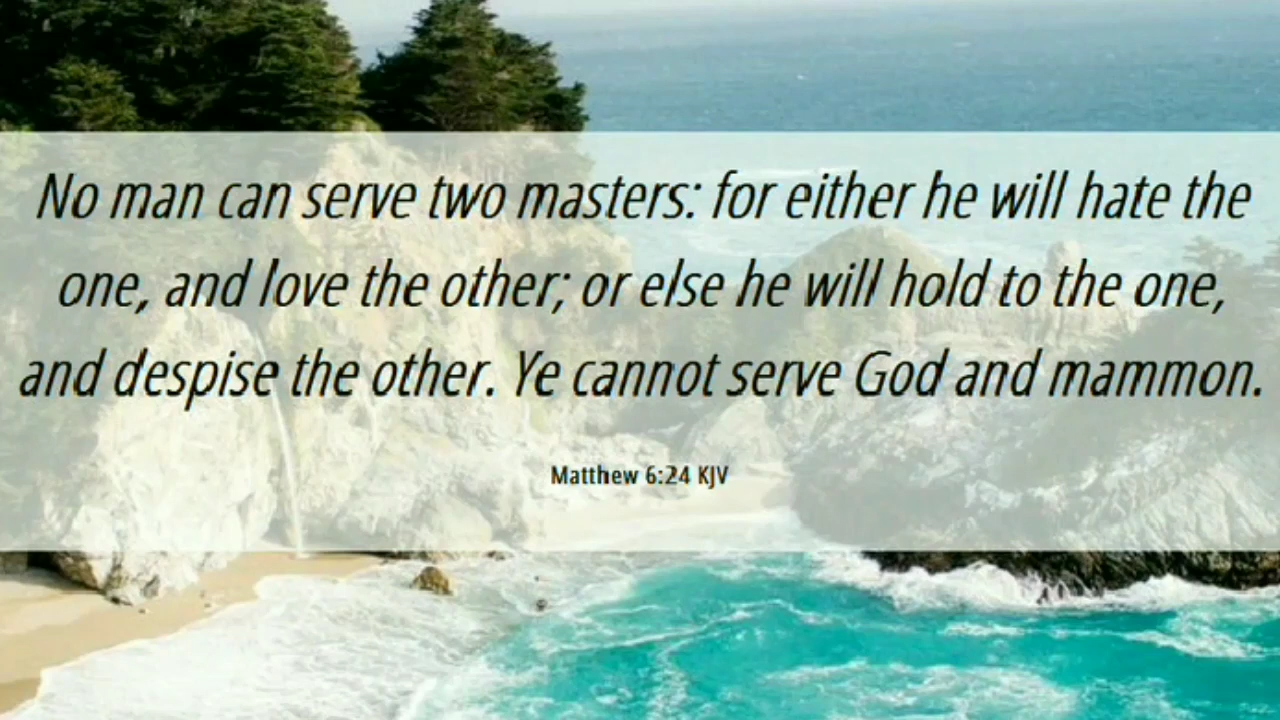 No man can serve two masters: for either he will hate the
one, and love the other; or else he will hold to the one,
and despise the other. Ye cannot serve God and mammon.
Matthew 6:24 KJV